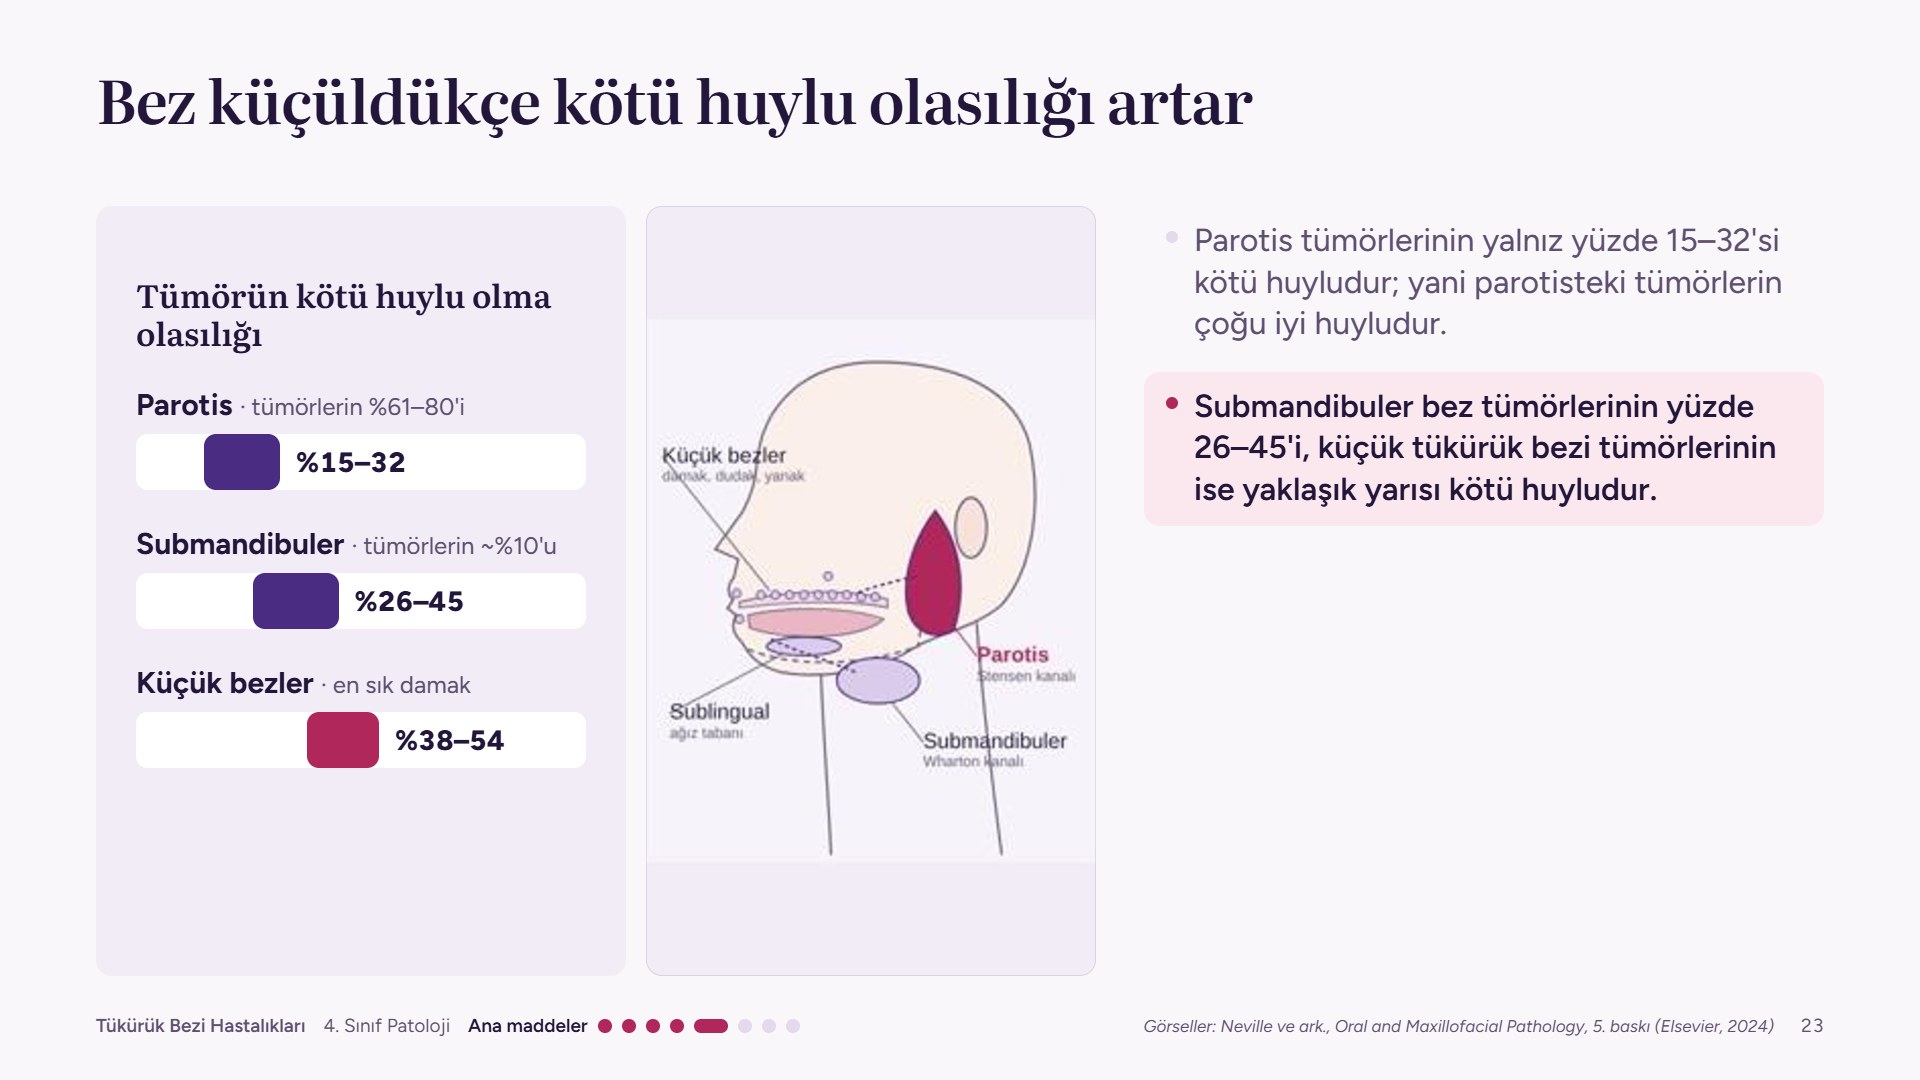 Bez küçüldükçe kötü huylu olasılığı artar
Tümörün kötü huylu olma
olasılığı
Parotis · tümörlerin %61–80'i
%15–32
Submandibuler · tümörlerin ~%10'u
%26–45
Küçük bezler · en sık damak
%38–54
Küçük bezler
damak, dudak, yanak
Parotis
Stensen kanalı
Sublingual
ağız tabanı
Submandibuler
Wharton kanalı
Parotis tümörlerinin yalnız yüzde 15–32'si
kötü huyludur; yani parotisteki tümörlerin
çoğu iyi huyludur.
Submandibuler bez tümörlerinin yüzde
26–45'i, küçük tükürük bezi tümörlerinin
ise yaklaşık yarısı kötü huyludur.
Tükürük Bezi Hastalıkları 4. Sınıf Patoloji Ana maddeler
Görseller: Neville ve ark., Oral and Maxillofacial Pathology, 5. baskı (Elsevier, 2024) 23